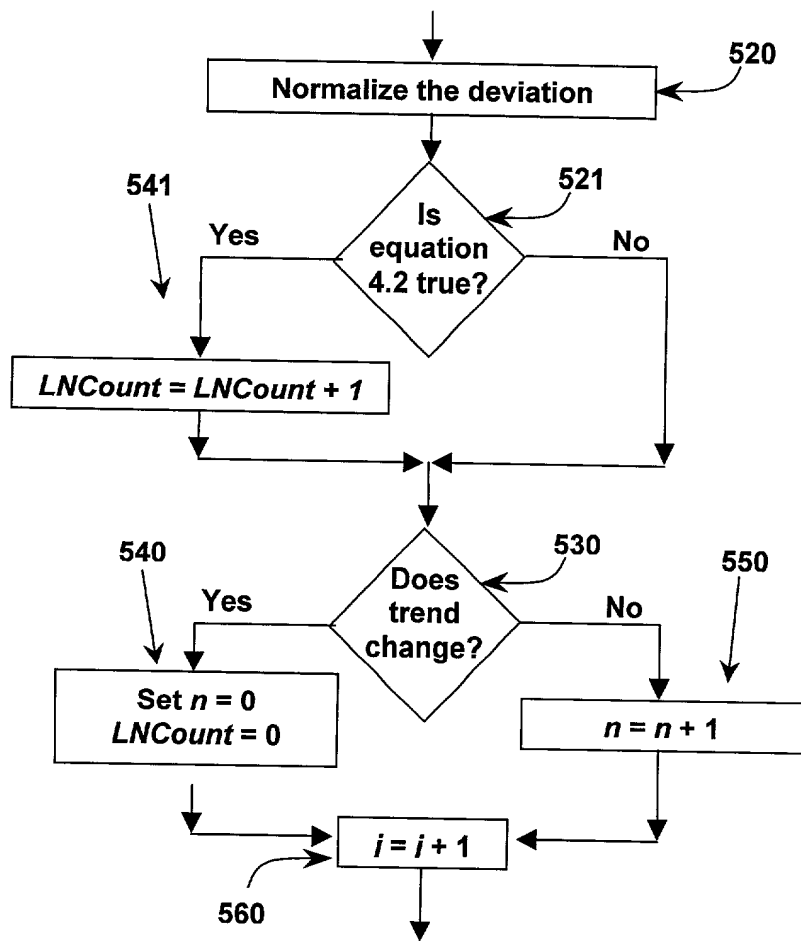 520
Normalize the deviation
541
521
Is
equation
4.2 true?
Yes
No
LNCount = LNCount + 1
540
530
550
Does
trend
change?
Yes
No
Set n = 0
LNCount = 0
n = n + 1
i = i + 1
560